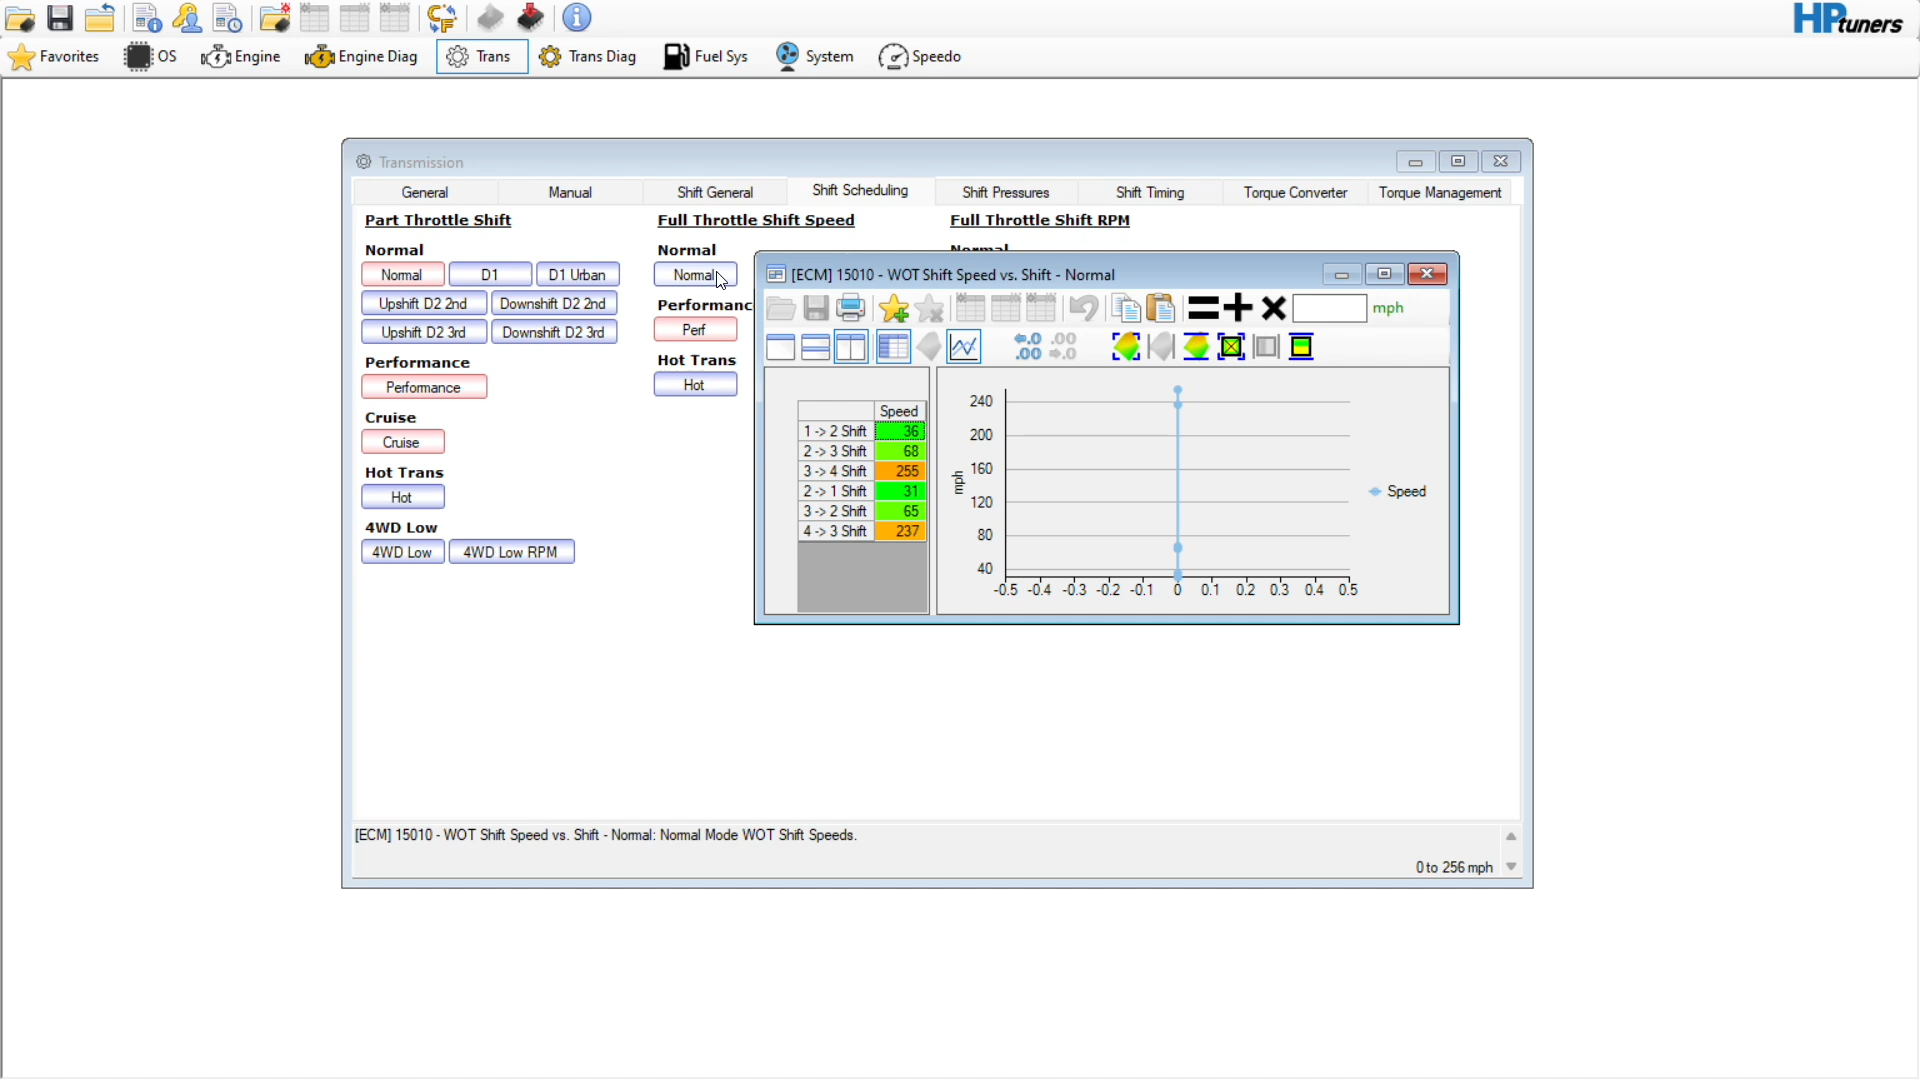 HPtuners
Favorites OS Engine Engine Diag Trans Trans Diag Fuel Sys System Speedo
Transmission
General Manual Shift General Shift Scheduling Shift Pressures Shift Timing Torque Converter Torque Management
Part Throttle Shift Full Throttle Shift Speed Full Throttle Shift RPM
Normal Normal Normal
Normal D1 D1 Urban Normal
Upshift D2 2nd Downshift D2 2nd
Upshift D2 3rd Downshift D2 3rd
Performance
Performance
Cruise
Cruise
Hot Trans
Hot
4WD Low
4WD Low 4WD Low RPM
Performanc
Perf
Hot Trans
Hot
[ECM] 15010 - WOT Shift Speed vs. Shift - Normal
mph
.0 .00
.00 .0
Speed
1 -> 2 Shift 36
2 -> 3 Shift 68
3 -> 4 Shift 255
2 -> 1 Shift 31
3 -> 2 Shift 65
4 -> 3 Shift 237
mph
240
200
160
120
80
40
-0.5 -0.4 -0.3 -0.2 -0.1 0 0.1 0.2 0.3 0.4 0.5
Speed
[ECM] 15010 - WOT Shift Speed vs. Shift - Normal: Normal Mode WOT Shift Speeds.
0 to 256 mph